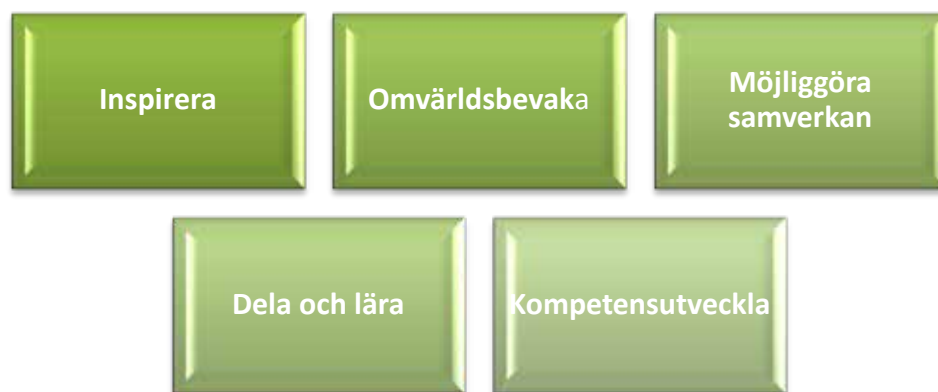 Inspirera
Omvärldsbevaka
Möjliggöra
samverkan
Dela och lära
Kompetensutveckla